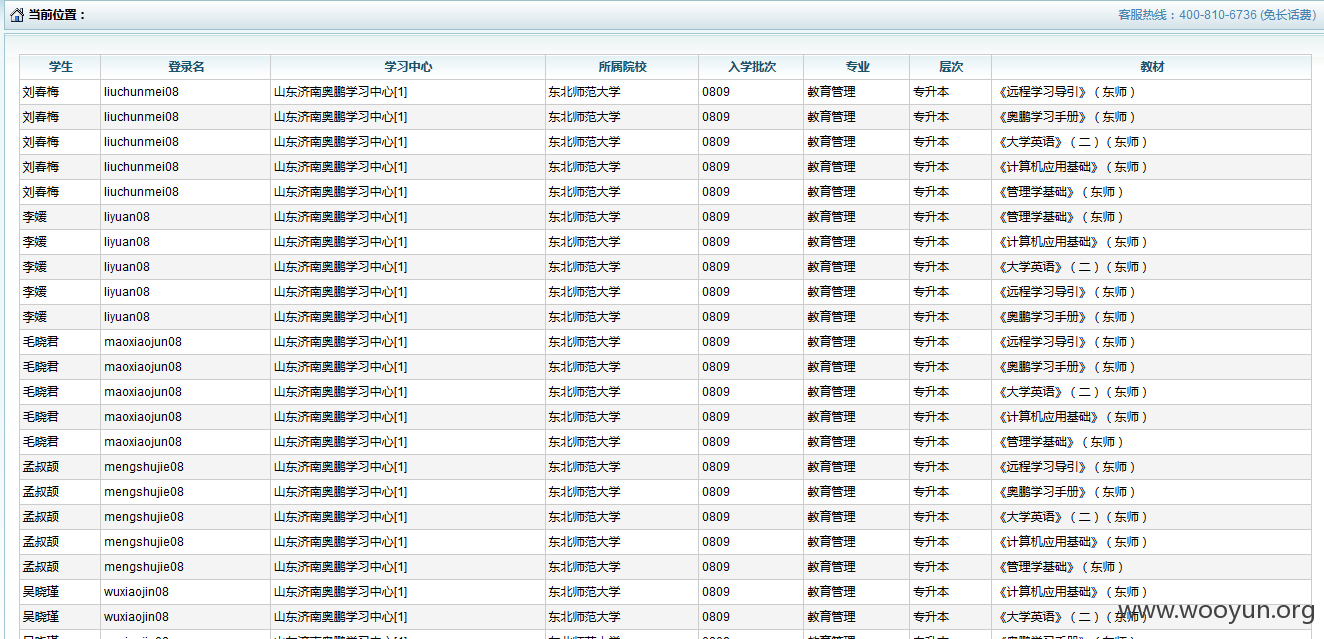 当前位置：
客服热线：400-810-6736 (免长话费)
学生 登录名 学习中心 所属院校 入学批次 专业 层次 教材
刘春梅 liuchunmei08 山东济南奥鹏学习中心[1] 东北师范大学 0809 教育管理 专升本 《远程学习导引》（东师）
刘春梅 liuchunmei08 山东济南奥鹏学习中心[1] 东北师范大学 0809 教育管理 专升本 《奥鹏学习手册》（东师）
刘春梅 liuchunmei08 山东济南奥鹏学习中心[1] 东北师范大学 0809 教育管理 专升本 《大学英语》（二）（东师）
刘春梅 liuchunmei08 山东济南奥鹏学习中心[1] 东北师范大学 0809 教育管理 专升本 《计算机应用基础》（东师）
刘春梅 liuchunmei08 山东济南奥鹏学习中心[1] 东北师范大学 0809 教育管理 专升本 《管理学基础》（东师）
李媛 liyuan08 山东济南奥鹏学习中心[1] 东北师范大学 0809 教育管理 专升本 《管理学基础》（东师）
李媛 liyuan08 山东济南奥鹏学习中心[1] 东北师范大学 0809 教育管理 专升本 《计算机应用基础》（东师）
李媛 liyuan08 山东济南奥鹏学习中心[1] 东北师范大学 0809 教育管理 专升本 《大学英语》（二）（东师）
李媛 liyuan08 山东济南奥鹏学习中心[1] 东北师范大学 0809 教育管理 专升本 《远程学习导引》（东师）
李媛 liyuan08 山东济南奥鹏学习中心[1] 东北师范大学 0809 教育管理 专升本 《奥鹏学习手册》（东师）
毛晓君 maoxiaojun08 山东济南奥鹏学习中心[1] 东北师范大学 0809 教育管理 专升本 《远程学习导引》（东师）
毛晓君 maoxiaojun08 山东济南奥鹏学习中心[1] 东北师范大学 0809 教育管理 专升本 《奥鹏学习手册》（东师）
毛晓君 maoxiaojun08 山东济南奥鹏学习中心[1] 东北师范大学 0809 教育管理 专升本 《大学英语》（二）（东师）
毛晓君 maoxiaojun08 山东济南奥鹏学习中心[1] 东北师范大学 0809 教育管理 专升本 《计算机应用基础》（东师）
毛晓君 maoxiaojun08 山东济南奥鹏学习中心[1] 东北师范大学 0809 教育管理 专升本 《管理学基础》（东师）
孟叔颉 mengshujie08 山东济南奥鹏学习中心[1] 东北师范大学 0809 教育管理 专升本 《远程学习导引》（东师）
孟叔颉 mengshujie08 山东济南奥鹏学习中心[1] 东北师范大学 0809 教育管理 专升本 《奥鹏学习手册》（东师）
孟叔颉 mengshujie08 山东济南奥鹏学习中心[1] 东北师范大学 0809 教育管理 专升本 《大学英语》（二）（东师）
孟叔颉 mengshujie08 山东济南奥鹏学习中心[1] 东北师范大学 0809 教育管理 专升本 《计算机应用基础》（东师）
孟叔颉 mengshujie08 山东济南奥鹏学习中心[1] 东北师范大学 0809 教育管理 专升本 《管理学基础》（东师）
吴晓瑾 wuxiaojin08 山东济南奥鹏学习中心[1] 东北师范大学 0809 教育管理 专升本 《计算机应用基础》（东师）
吴晓瑾 wuxiaojin08 山东济南奥鹏学习中心[1] 东北师范大学 0809 教育管理 专升本 《大学英语》（二）（东师）
www.wooyun.org